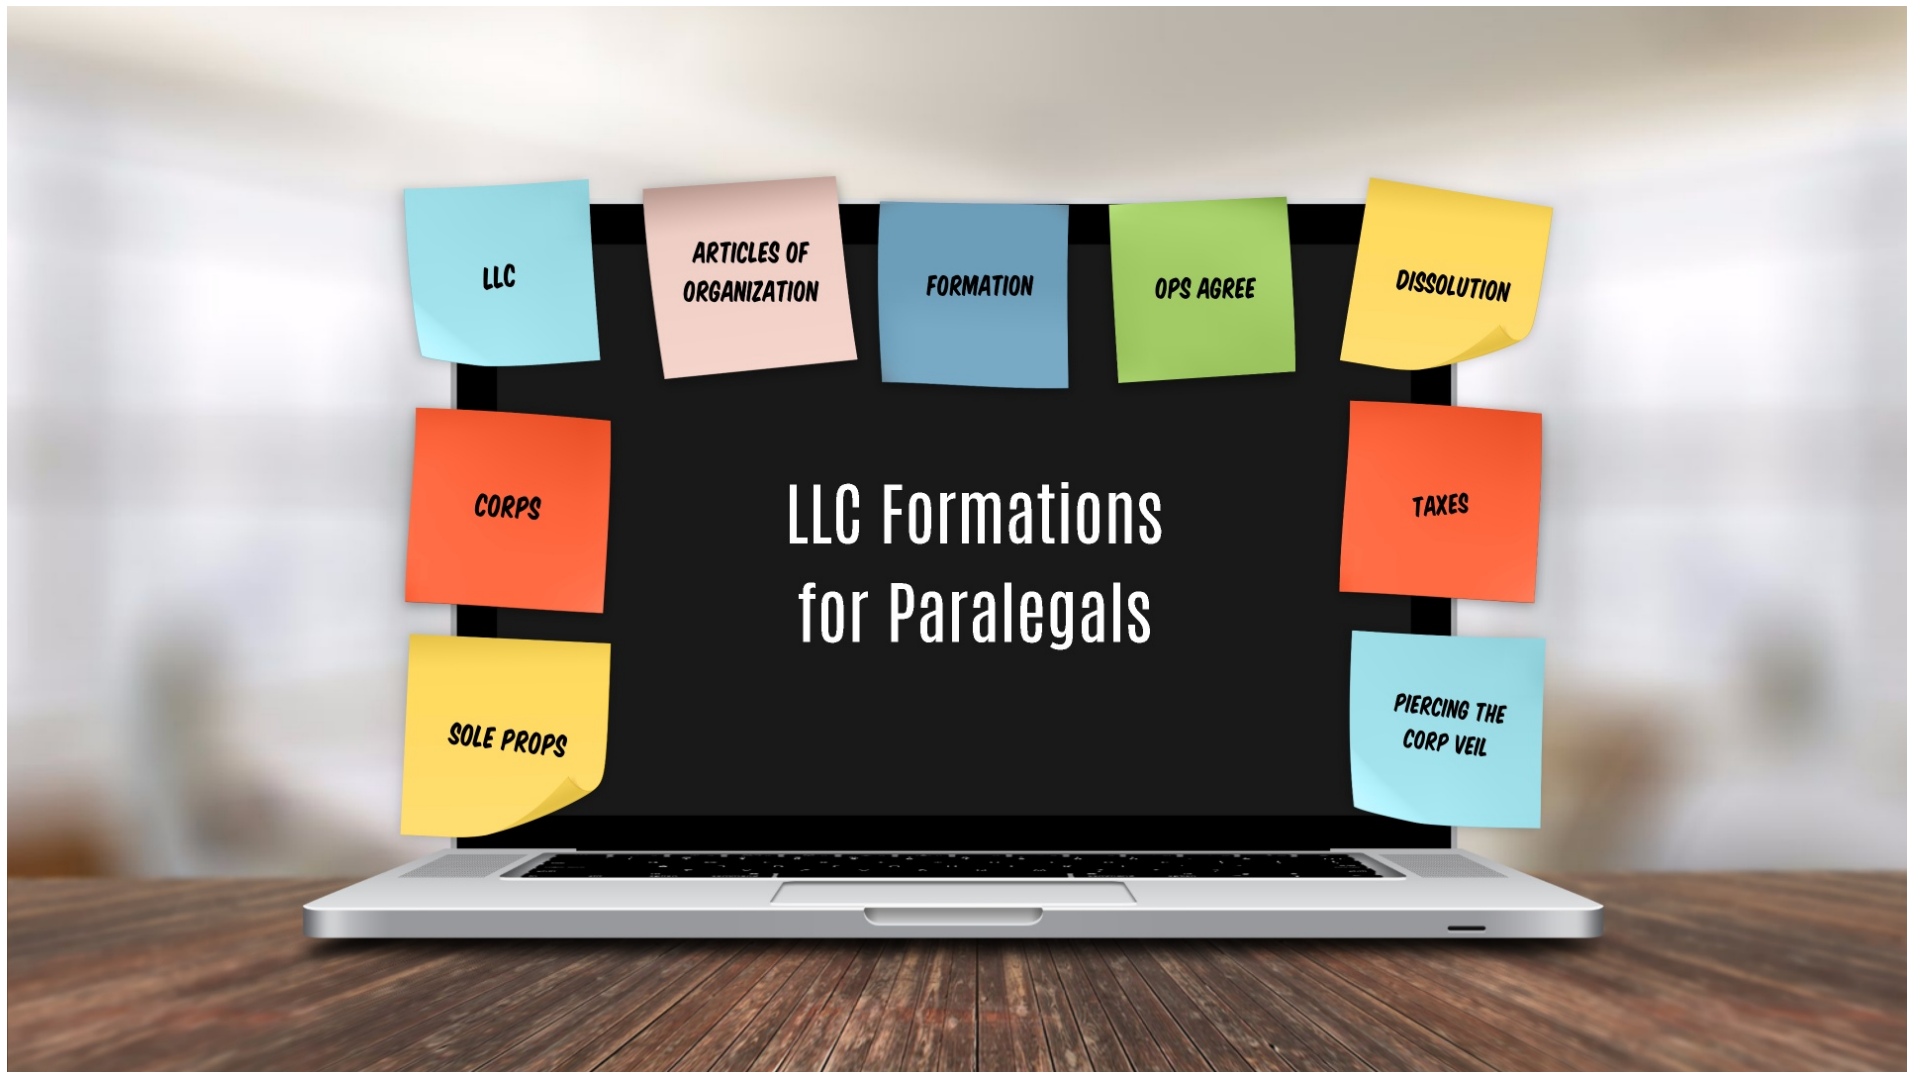 LLC
ARTICLES OF
ORGANIZATION
FORMATION
OPS AGREE
DISSOLUTION
CORPS
LLC Formations
for Paralegals
TAXES
SOLE PROPS
PIERCING THE
CORP VEIL